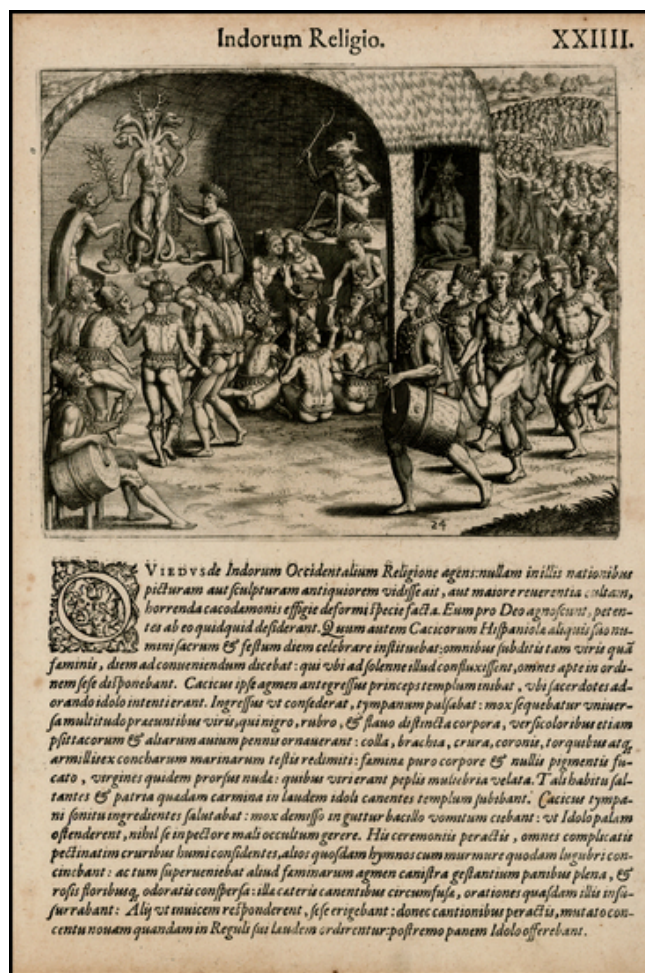 Indorum Religio.
XXIIII.
24
OVIEDVS de Indorum Occidentalium Religione agens: nullam in illis nationibus
picturam aut sculpturam antiquiorem vidisse ait, aut maiore reuerentia cultam,
horrenda cacodæmonis effigie deformi specie facta. Eum pro Deo agnoscunt, peten-
tes ab eo quidquid desiderant. Quum autem Cacicorum Hispaniolæ aliquis suo nu-
mini sacrum & festum diem celebrare instituebat: omnibus subditis tam viris quā
faminis, diem ad conueniendum dicebat: qui vbi ad solenne illud confluxissent, omnes apte in ordi-
nem sese disponebant. Cacicus ipse agmen antegressus princeps templum inibat, vbi sacerdotes ad-
orando idolo intenti erant. Ingressus vt consederat, tympanum pulsabat: mox sequebatur vniuer-
sa multitudo præeuntibus viris, qui nigro, rubro, & flauo distincta corpora, versicoloribus etiam
psittacorum & aliarum auium pennis ornauerant: colla, brachia, crura, coronis, torquibus atq
armillis ex concharum marinarum testis redimiti: faminæ puro corpore & nullis pigmentis fu-
cato, virgines quidem prorsus nudæ: quibus viri erant peplis muliebria velatæ. Tali habitu sal-
tantes & patria quædam carmina in laudem idoli canentes templum subibant. Cacicus tympa-
ni sonitu ingredientes salutabat: mox demisso in guttur bacillo vomitum ciebant: vt Idolo palam
ostenderent, nihil se in pectore mali occultum gerere. His ceremoniis peractis, omnes complicatis
pectinatim cruribus humi considentes, alios quosdam hymnos cum murmure quodam lugubri con-
cinebant: ac tum superueniebat aliud faminarum agmen canistra gestantium panibus plena, &
rosis floribusq, odoratis conspersa: illæ cæteris canentibus circumfusæ, orationes quasdam illis insu-
surrabant: Alij vt inuicem responderent, sese erigebant: donec cantionibus peractis, mutato con-
centu nouam quandam in Reguli sui laudem ordirentur: postremo panem Idolo offerebant.